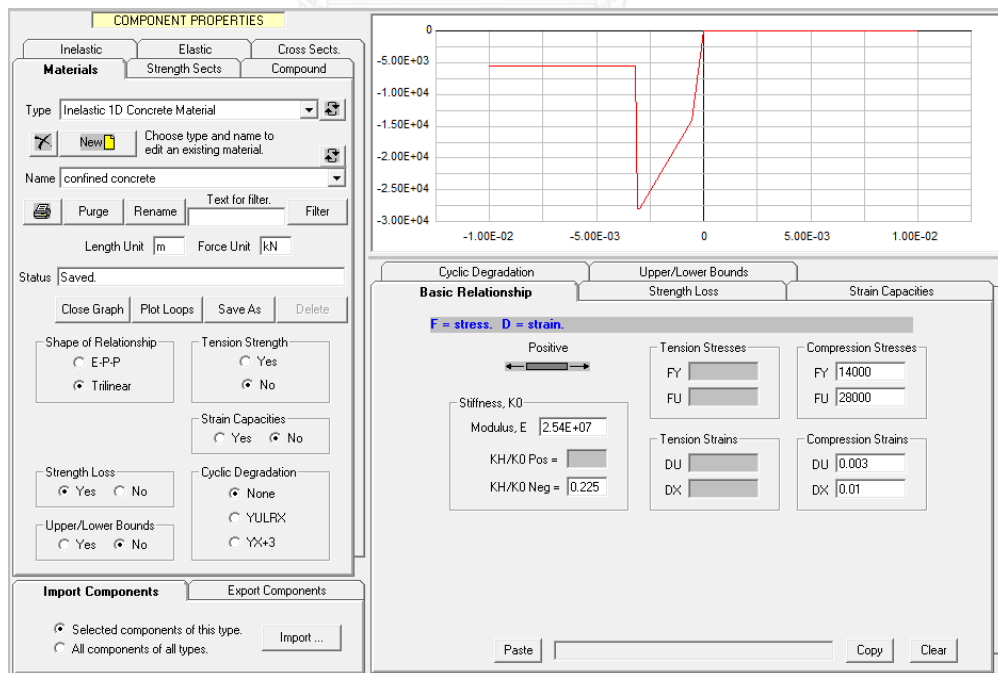 COMPONENT PROPERTIES
Inelastic Elastic Cross Sects.
Materials Strength Sects Compound
Type Inelastic 1D Concrete Material
New Choose type and name to
edit an existing material.
Name confined concrete
Text for filter.
Purge Rename Filter
Length Unit m Force Unit kN
Status Saved.
Close Graph Plot Loops Save As Delete
Shape of Relationship
E-P-P
Trilinear
Tension Strength
Yes
No
Strain Capacities
Yes No
Strength Loss
Yes No
Cyclic Degradation
None
YULRX
YX+3
Upper/Lower Bounds
Yes No
Import Components Export Components
Selected components of this type.
All components of all types.
Import ...
0
-5.00E+03
-1.00E+04
-1.50E+04
-2.00E+04
-2.50E+04
-3.00E+04
-1.00E-02 -5.00E-03 0 5.00E-03 1.00E-02
Cyclic Degradation Upper/Lower Bounds
Basic Relationship Strength Loss Strain Capacities
F = stress. D = strain.
Positive
Stiffness, K0
Modulus, E 2.54E+07
KH/K0 Pos =
KH/K0 Neg = 0.225
Tension Stresses
FY
FU
Compression Stresses
FY 14000
FU 28000
Tension Strains
DU
DX
Compression Strains
DU 0.003
DX 0.01
Paste Copy Clear